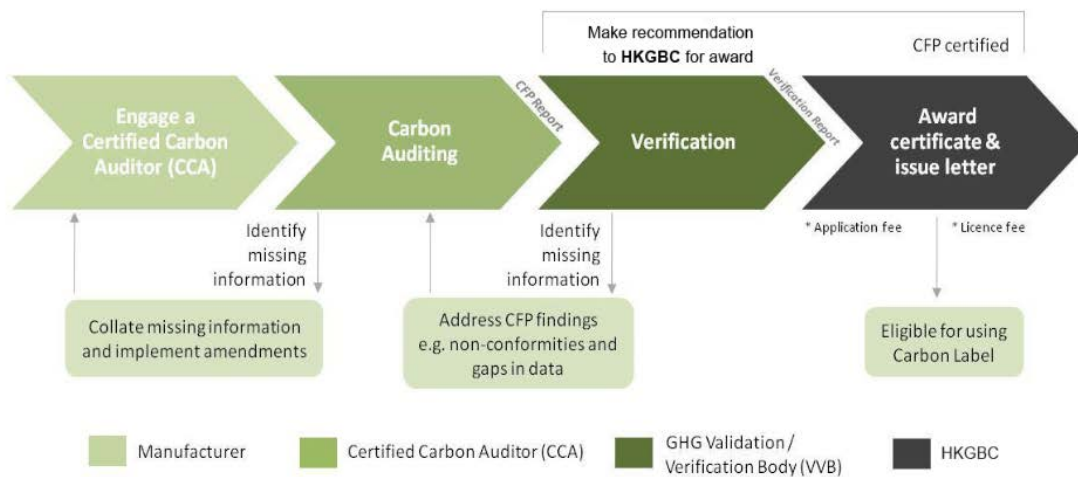 Make recommendation
to HKGBC for award
CFP certified
Engage a
Certified Carbon
Auditor (CCA)
Carbon
Auditing
CFP Report
Verification
Verification Report
Award
certificate &
issue letter
* Application fee
* Licence fee
Identify
missing
information
Identify
missing
information
Collate missing information
and implement amendments
Address CFP findings
e.g. non-conformities and
gaps in data
Eligible for using
Carbon Label
Manufacturer
Certified Carbon Auditor (CCA)
GHG Validation /
Verification Body (VVB)
HKGBC